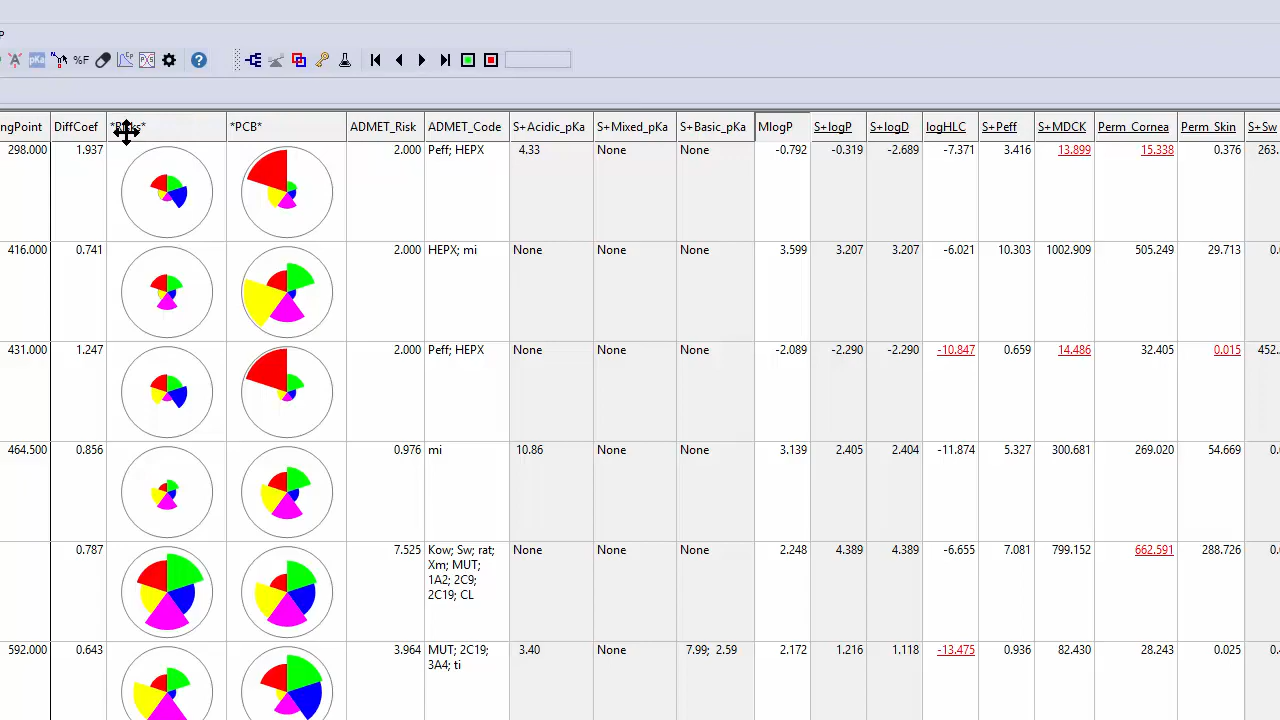 P
pKa %F
ngPoint DiffCoef *PCB* ADMET_Risk ADMET_Code S+Acidic_pKa S+Mixed_pKa S+Basic_pKa MlogP S+logP S+logD logHLC S+Peff S+MDCK Perm_Cornea Perm_Skin S+Sw
298.000 1.937 2.000 Peff; HEPX 4.33 None None -0.792 -0.319 -2.689 -7.371 3.416 13.899 15.338 0.376 263.
416.000 0.741 2.000 HEPX; mi None None None 3.599 3.207 3.207 -6.021 10.303 1002.909 505.249 29.713 0.
431.000 1.247 2.000 Peff; HEPX None None None -2.089 -2.290 -2.290 -10.847 0.659 14.486 32.405 0.015 452.
464.500 0.856 0.976 mi 10.86 None None 3.139 2.405 2.404 -11.874 5.327 300.681 269.020 54.669 0.
0.787 7.525 Kow; Sw; rat; None None None 2.248 4.389 4.389 -6.655 7.081 799.152 662.591 288.726 0.
Xm; MUT;
1A2; 2C9;
2C19; CL
592.000 0.643 3.964 MUT; 2C19; 3.40 None 7.99; 2.59 2.172 1.216 1.118 -13.475 0.936 82.430 28.243 0.025 0.
3A4; ti